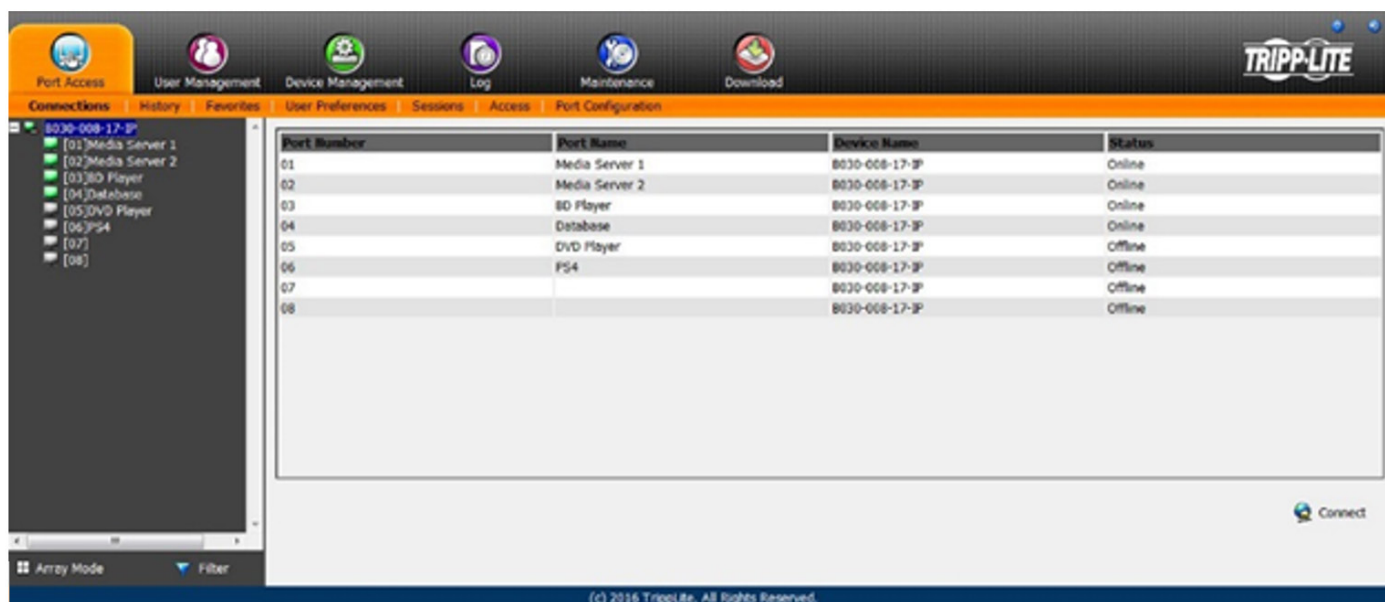 TRIPP·LITE
Port Access User Management Device Management Log Maintenance Download
Connections History Favorites User Preferences Sessions Access Port Configuration
B030-008-17-IP
[01]Media Server 1
[02]Media Server 2
[03]BD Player
[04]Database
[05]DVD Player
[06]PS4
[07]
[08]
Port Number Port Name Device Name Status
01 Media Server 1 B030-008-17-IP Online
02 Media Server 2 B030-008-17-IP Online
03 BD Player B030-008-17-IP Online
04 Database B030-008-17-IP Online
05 DVD Player B030-008-17-IP Offline
06 PS4 B030-008-17-IP Offline
07 B030-008-17-IP Offline
08 B030-008-17-IP Offline
Connect
Array Mode Filter
(c) 2016 TrippLite. All Rights Reserved.